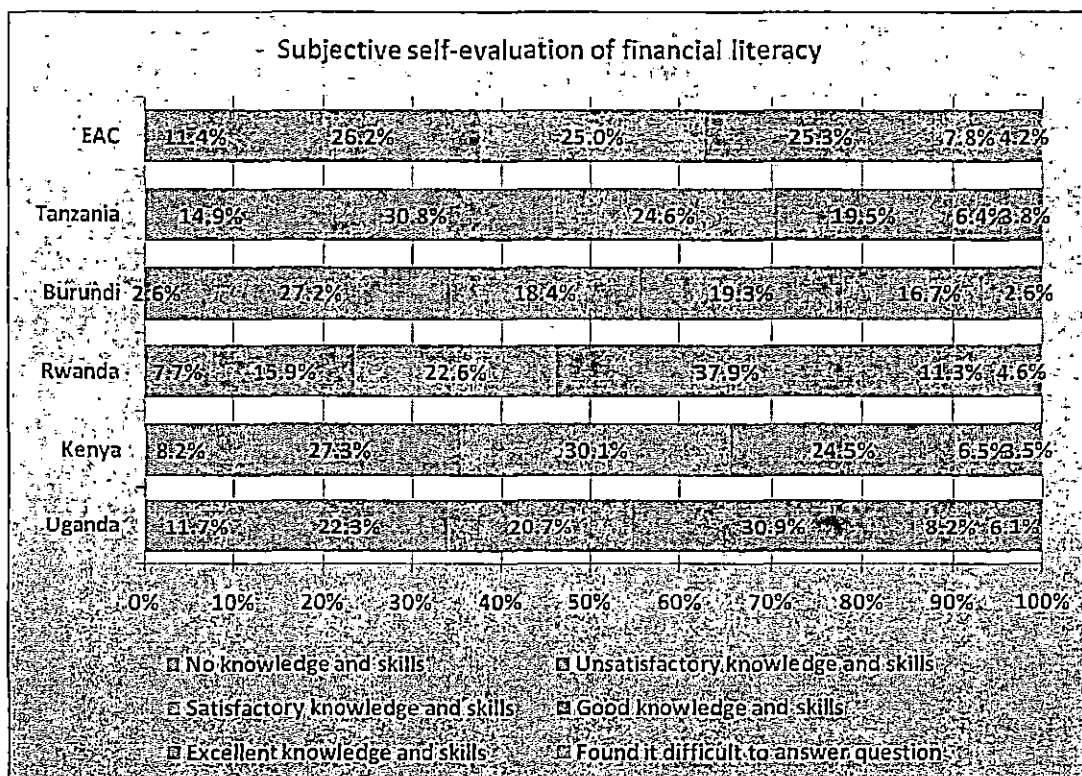 Subjective self-evaluation of financial literacy
EAC 11.4% 26.2% 25.0% 25.3% 7.8% 4.2%
Tanzania 14.9% 30.8% 24.6% 19.5% 6.4% 3.8%
Burundi 2.6% 27.2% 18.4% 19.3% 16.7% 2.6%
Rwanda 7.7% 15.9% 22.6% 37.9% 11.3% 4.6%
Kenya 8.2% 27.3% 30.1% 24.5% 6.5% 3.5%
Uganda 11.7% 22.3% 20.7% 30.9% 8.2% 6.1%
0% 10% 20% 30% 40% 50% 60% 70% 80% 90% 100%
No knowledge and skills Unsatisfactory knowledge and skills
Satisfactory knowledge and skills Good knowledge and skills
Excellent knowledge and skills Found it difficult to answer question